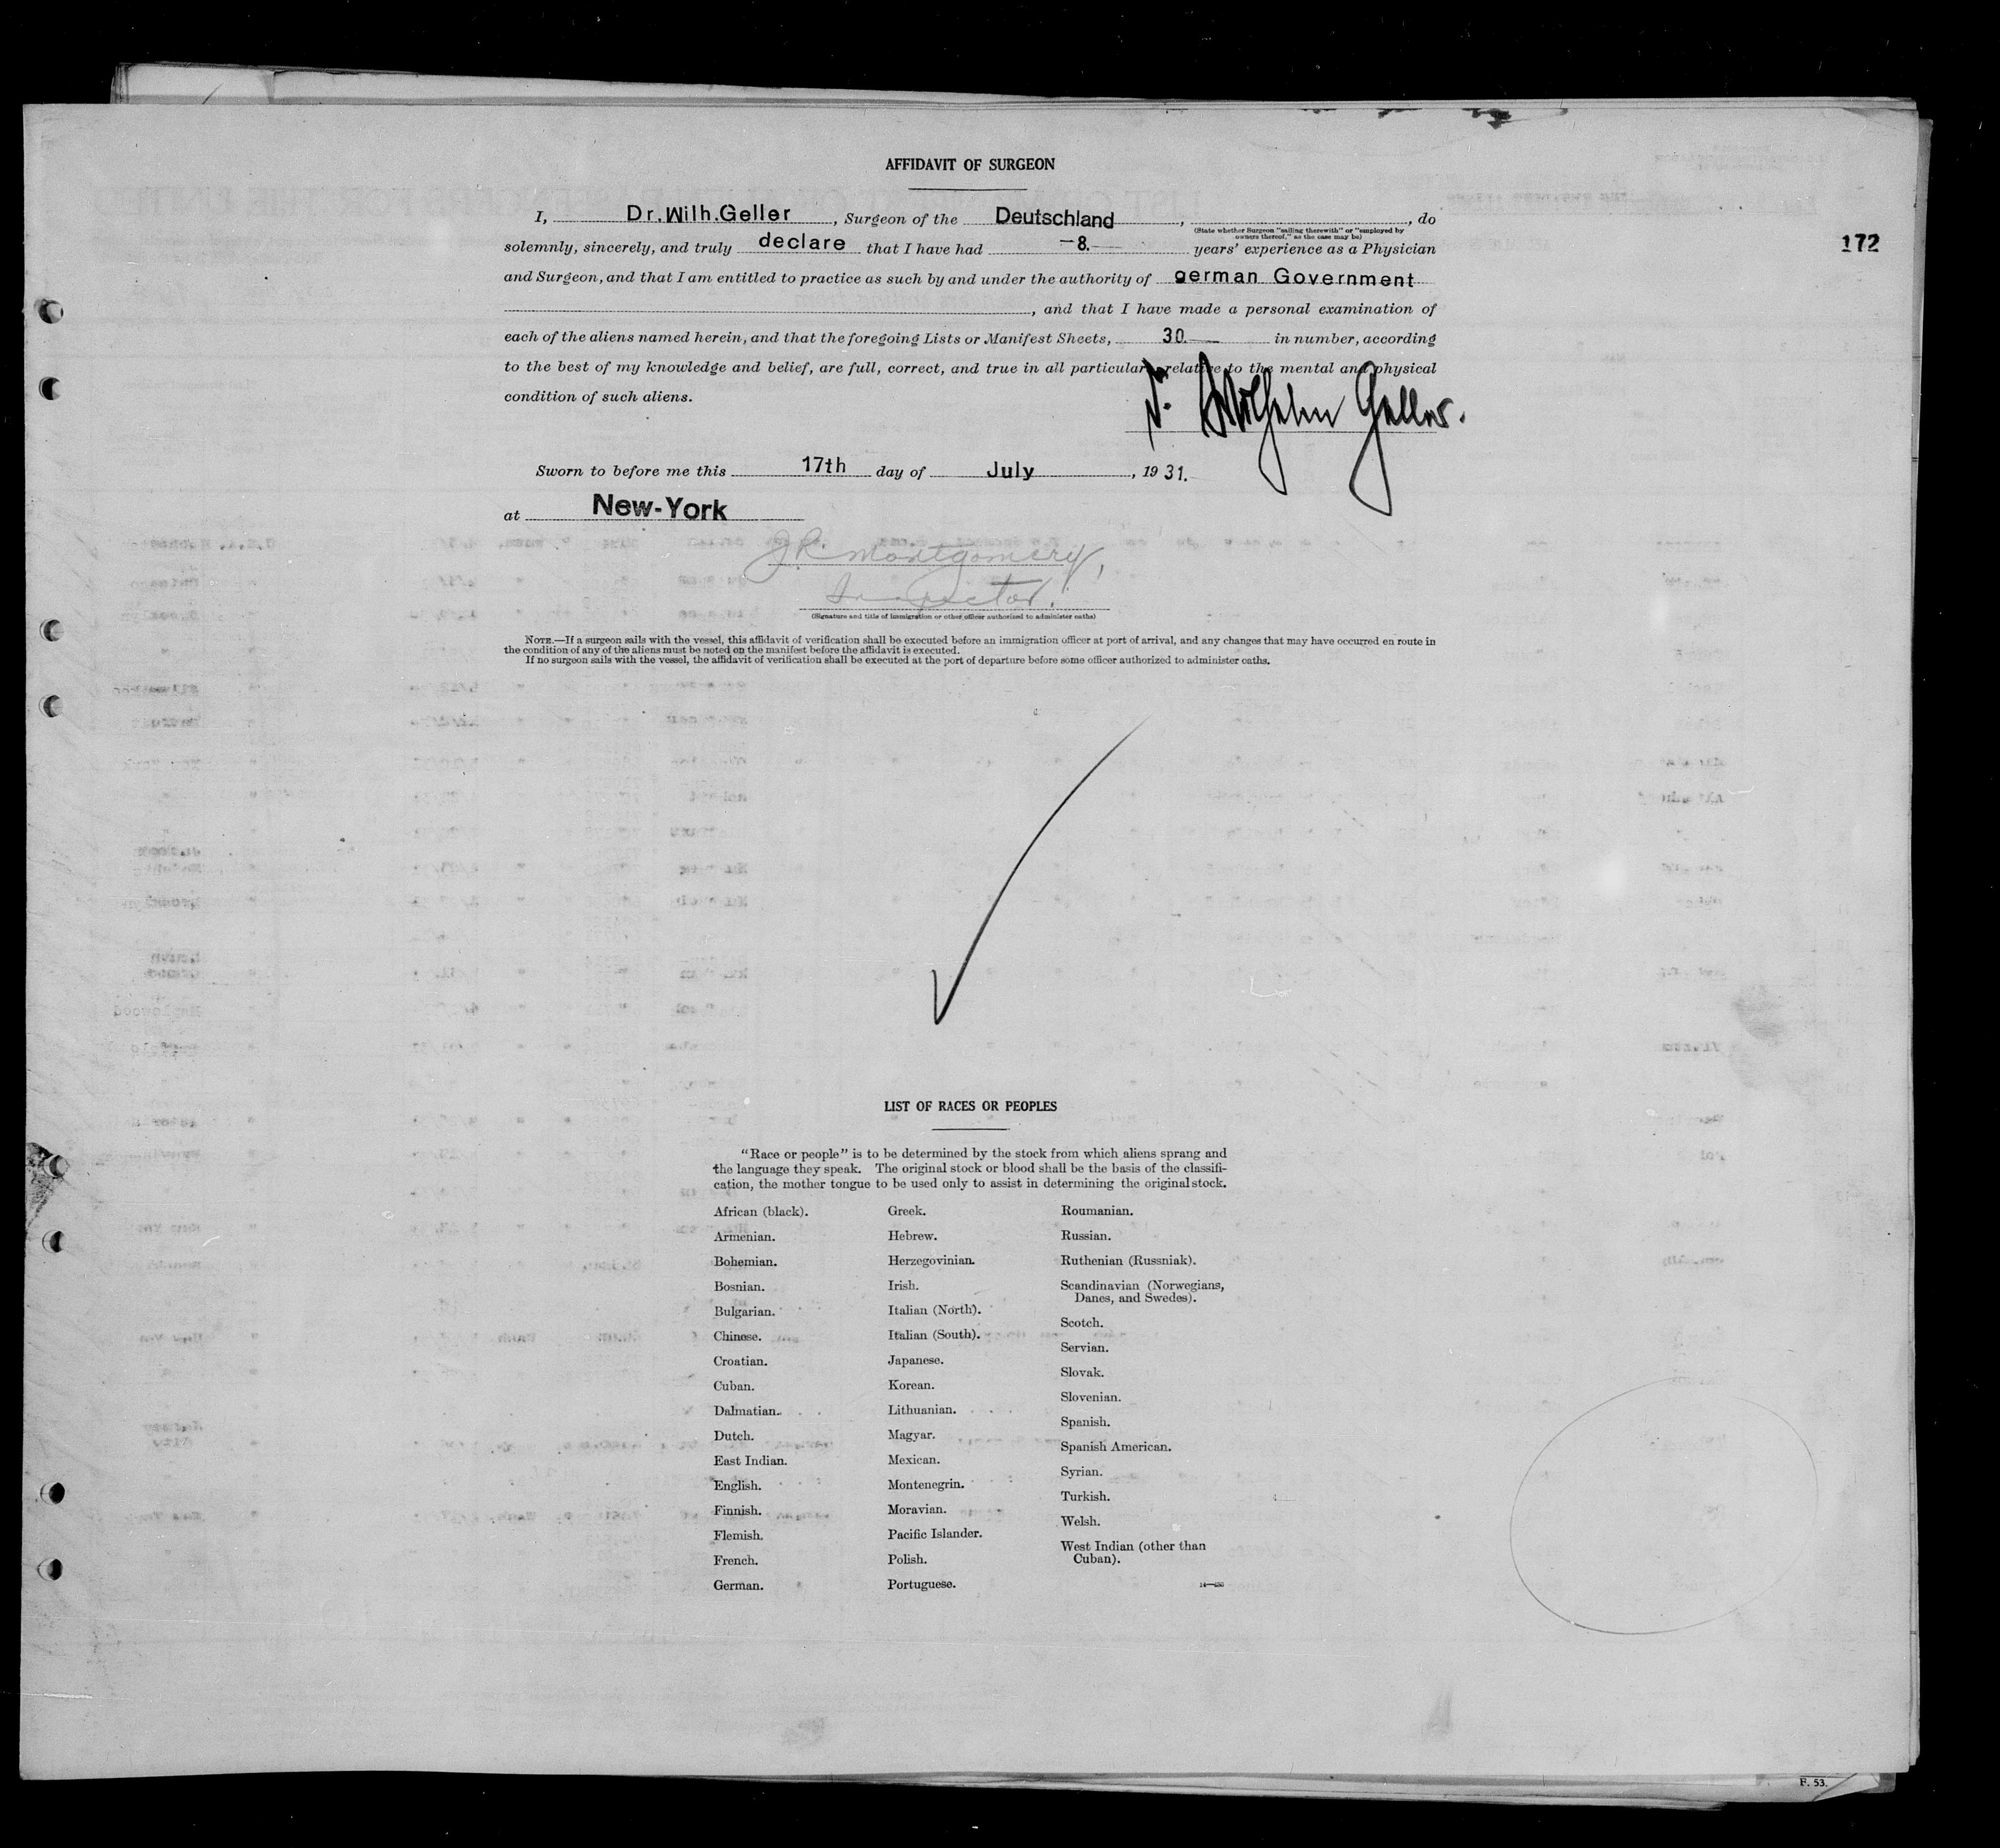 AFFIDAVIT OF SURGEON
I, Dr.Wilh.Geller, Surgeon of the Deutschland, , do
(State whether Surgeon "sailing therewith" or "employed by
owners thereof," as the case may be)
solemnly, sincerely, and truly declare that I have had —8.— years' experience as a Physician
172
and Surgeon, and that I am entitled to practice as such by and under the authority of german Government
, and that I have made a personal examination of
each of the aliens named herein, and that the foregoing Lists or Manifest Sheets, 30.— in number, according
to the best of my knowledge and belief, are full, correct, and true in all particulars relative to the mental and physical
condition of such aliens.
Dr. Wilhelm Geller.
Sworn to before me this 17th day of July, 1931.
at New-York
J.R. Montgomery,
Inspector.
(Signature and title of immigration or other officer authorized to administer oaths)
NOTE.—If a surgeon sails with the vessel, this affidavit of verification shall be executed before an immigration officer at port of arrival, and any changes that may have occurred en route in
the condition of any of the aliens must be noted on the manifest before the affidavit is executed.
If no surgeon sails with the vessel, the affidavit of verification shall be executed at the port of departure before some officer authorized to administer oaths.
LIST OF RACES OR PEOPLES
"Race or people" is to be determined by the stock from which aliens sprang and
the language they speak. The original stock or blood shall be the basis of the classifi-
cation, the mother tongue to be used only to assist in determining the original stock.
African (black).
Armenian.
Bohemian.
Bosnian.
Bulgarian.
Chinese.
Croatian.
Cuban.
Dalmatian.
Dutch.
East Indian.
English.
Finnish.
Flemish.
French.
German.
Greek.
Hebrew.
Herzegovinian.
Irish.
Italian (North).
Italian (South).
Japanese.
Korean.
Lithuanian.
Magyar.
Mexican.
Montenegrin.
Moravian.
Pacific Islander.
Polish.
Portuguese.
Roumanian.
Russian.
Ruthenian (Russniak).
Scandinavian (Norwegians,
Danes, and Swedes).
Scotch.
Servian.
Slovak.
Slovenian.
Spanish.
Spanish American.
Syrian.
Turkish.
Welsh.
West Indian (other than
Cuban).
F. 53.